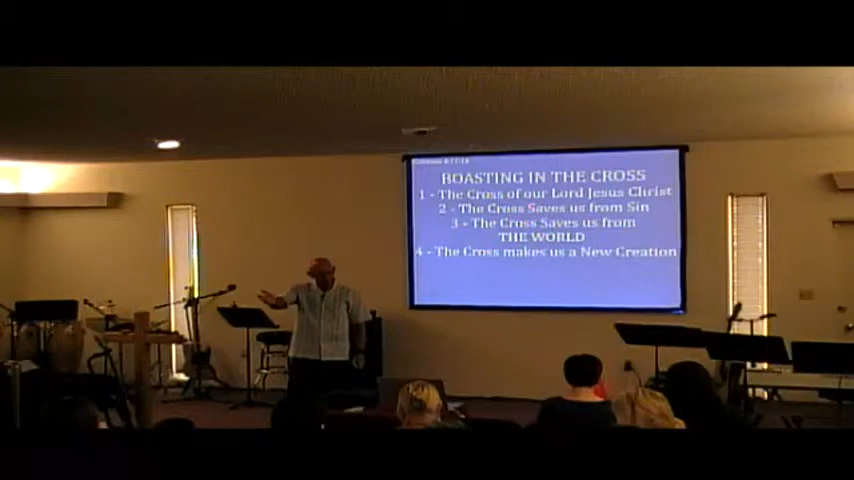 BOASTING IN THE CROSS
1 - The Cross of our Lord Jesus Christ
2 - The Cross Saves us from Sin
3 - The Cross Saves us from
THE WORLD
4 - The Cross makes us a New Creation